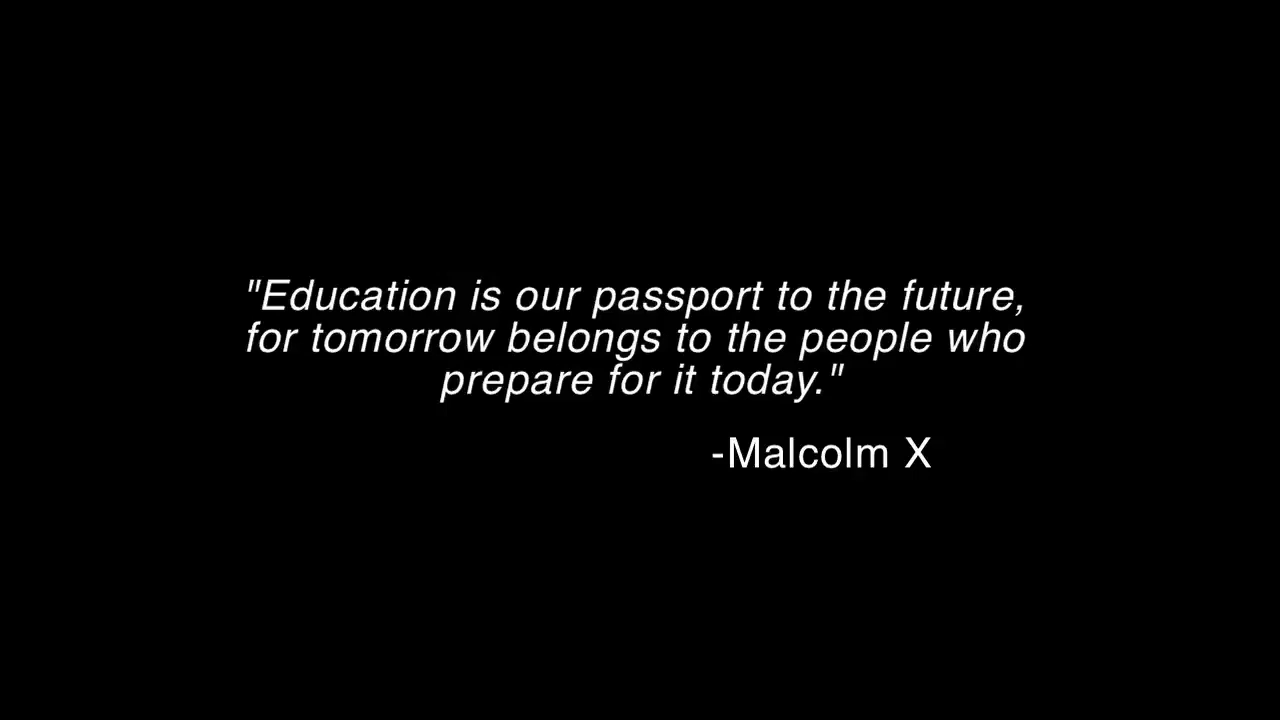 "Education is our passport to the future,
for tomorrow belongs to the people who
prepare for it today."
-Malcolm X